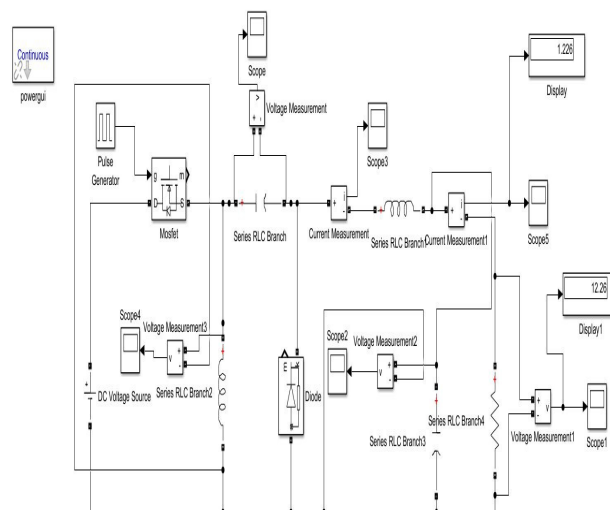 Continuous
powergui
Scope
1.226
Display
Voltage Measurement
+ -
Pulse
Generator
g
m
D
S
Mosfet
Scope3
+
i
-
Series RLC Branch
Current Measurement
Series RLC Branch1
+
i
-
Current Measurement1
Scope5
12.26
Display1
Scope4
Voltage Measurement3
v
+
-
Series RLC Branch2
DC Voltage Source
Scope2
Voltage Measurement2
v
+
-
Diode
Series RLC Branch3
Series RLC Branch4
+
-
v
Voltage Measurement1
Scope1